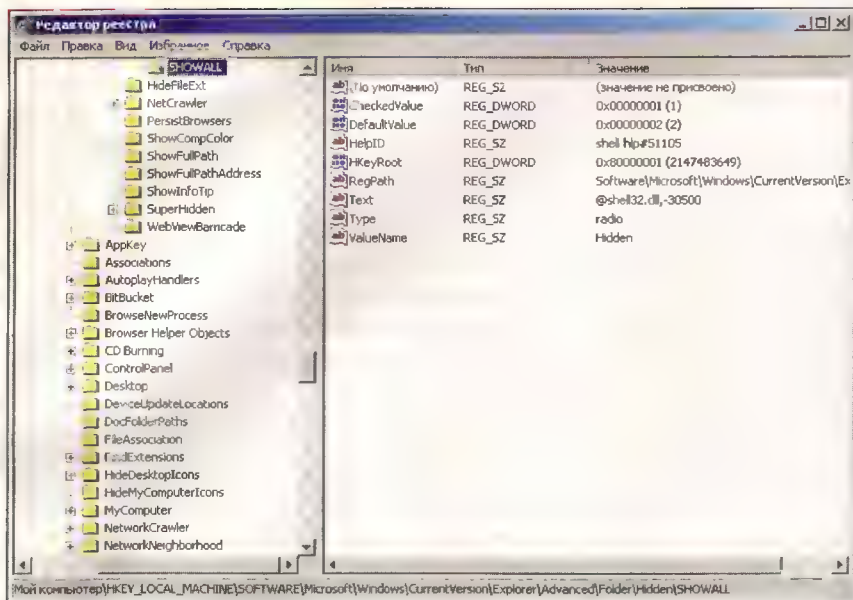 Редактор реестра
Файл Правка Вид Избранное Справка
SHOWALL
HideFileExt
NetCrawler
PersistBrowsers
ShowCompColor
ShowFullPath
ShowFullPathAddress
ShowInfoTip
SuperHidden
WebViewBarricade
AppKey
Associations
AutoplayHandlers
BitBucket
BrowseNewProcess
Browser Helper Objects
CD Burning
ControlPanel
Desktop
DeviceUpdateLocations
DocFolderPaths
FileAssociation
FindExtensions
HideDesktopIcons
HideMyComputerIcons
MyComputer
NetworkCrawler
NetworkNeighborhood
Имя Тип Значение
(По умолчанию) REG_SZ (значение не присвоено)
CheckedValue REG_DWORD 0x00000001 (1)
DefaultValue REG_DWORD 0x00000002 (2)
HelpID REG_SZ shell.hlp#51105
HKeyRoot REG_DWORD 0x80000001 (2147483649)
RegPath REG_SZ Software\Microsoft\Windows\CurrentVersion\Ex
Text REG_SZ @shell32.dll,-30500
Type REG_SZ radio
ValueName REG_SZ Hidden
Мой компьютер\HKEY_LOCAL_MACHINE\SOFTWARE\Microsoft\Windows\CurrentVersion\Explorer\Advanced\Folder\Hidden\SHOWALL